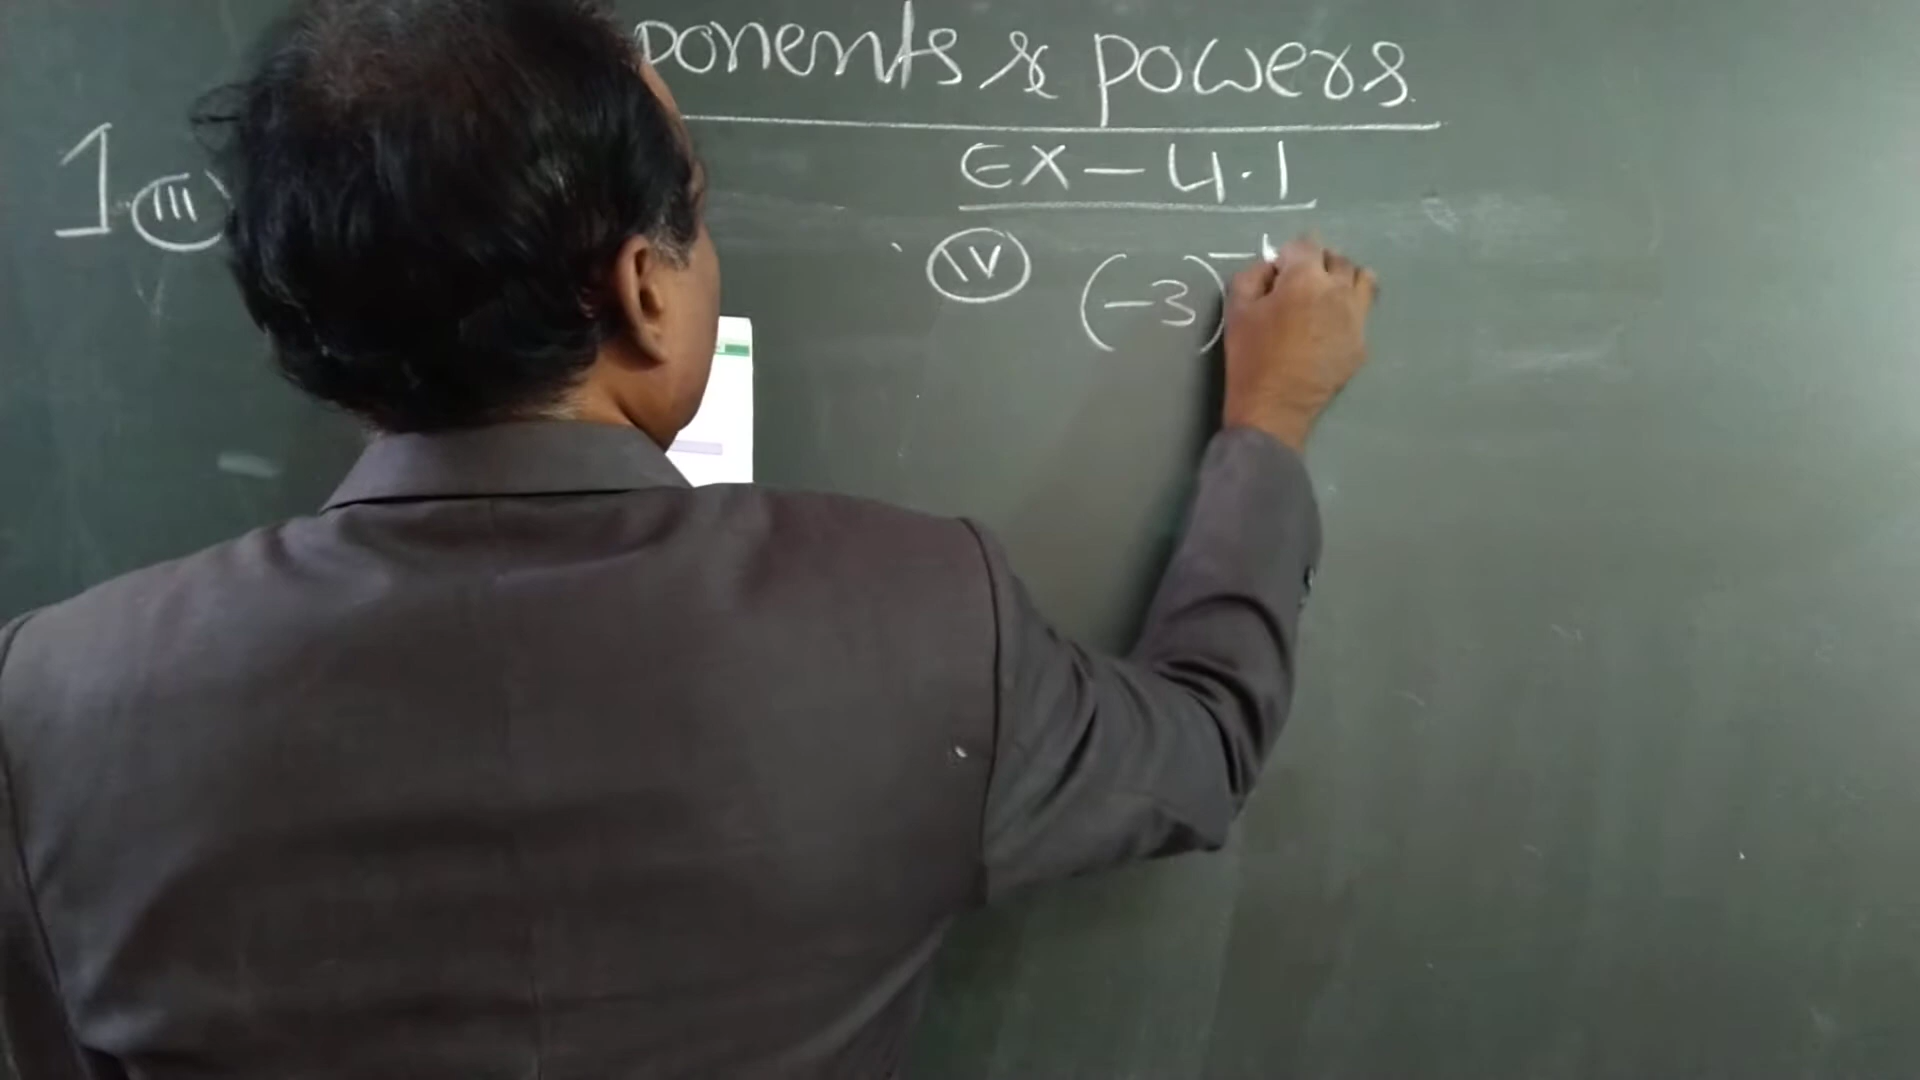 ponents & powers
EX-4.1
1. (III)
(IV) (-3)